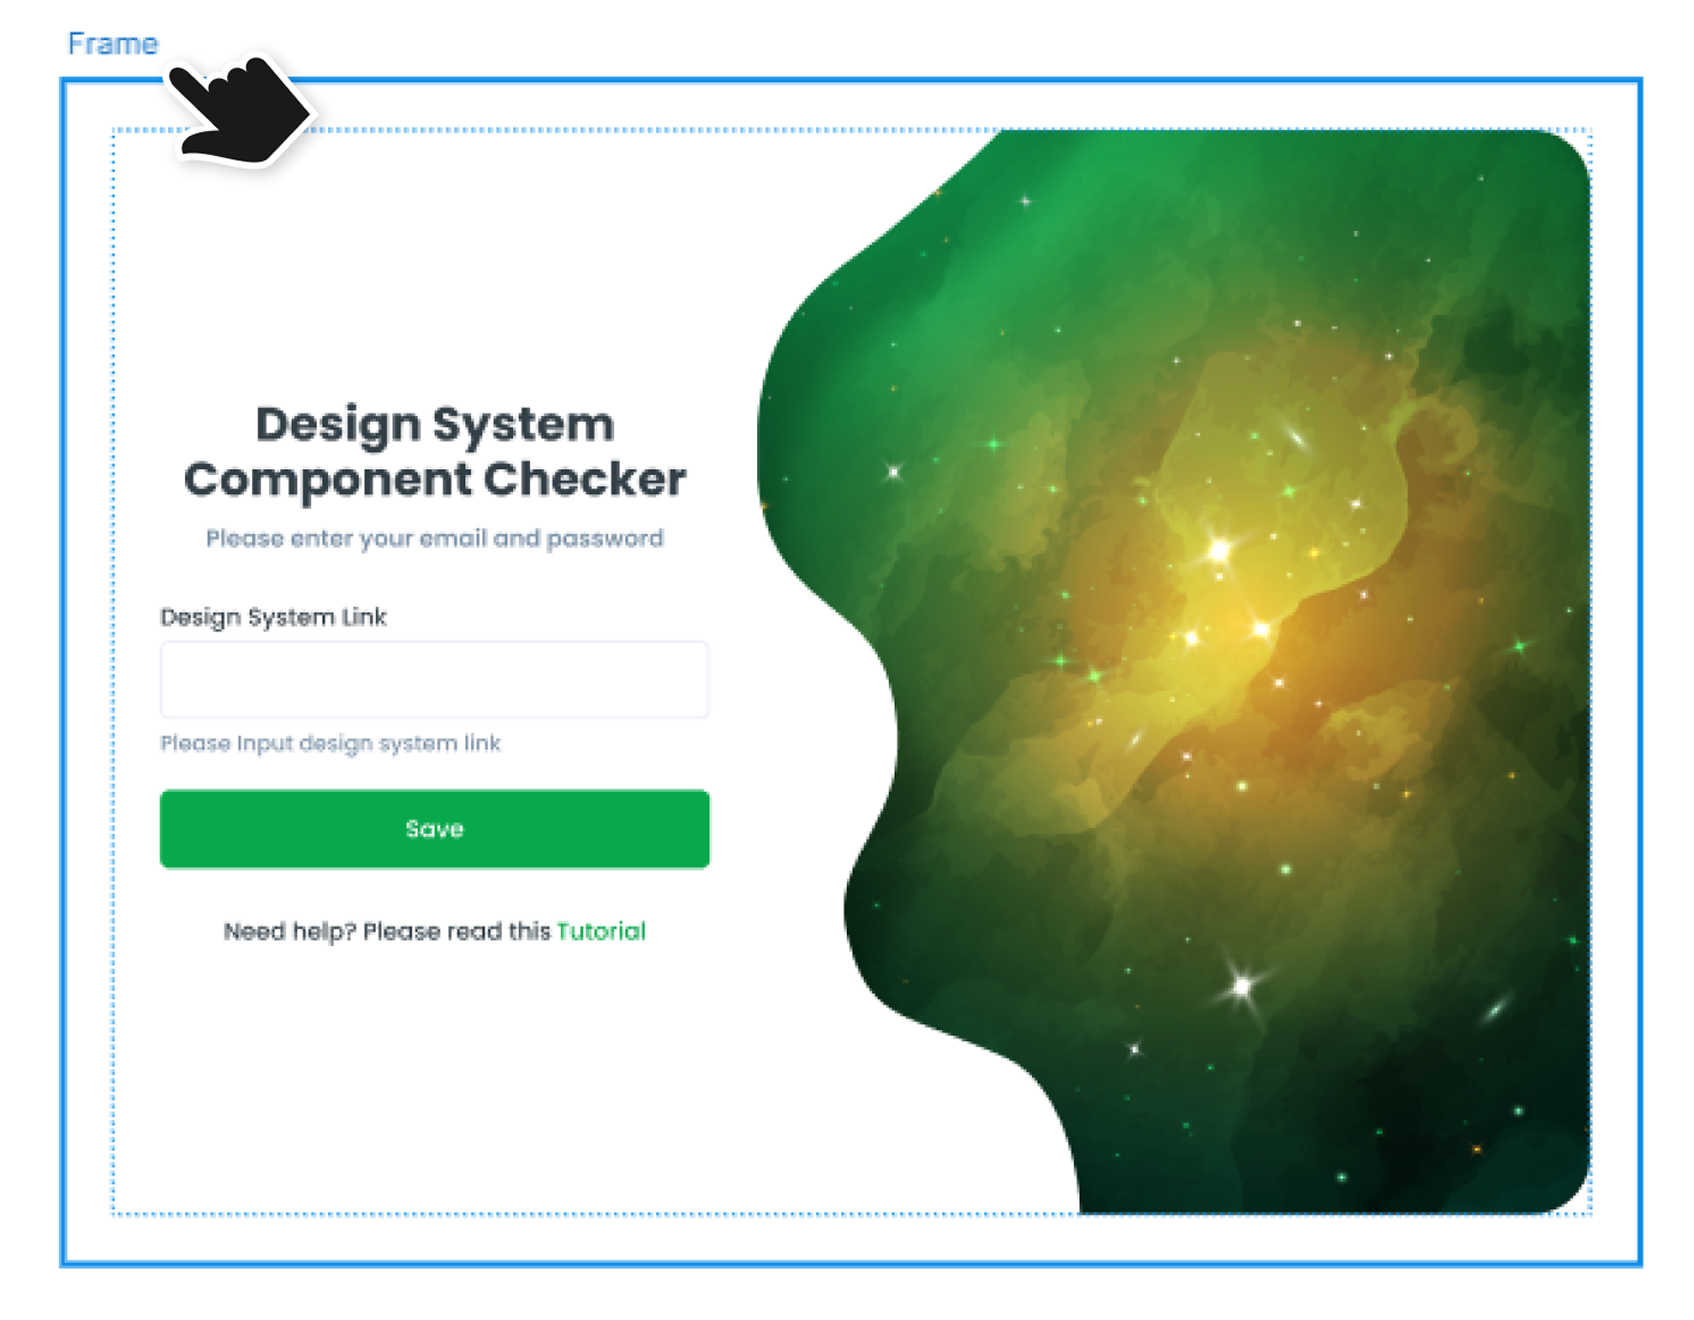 Frame
Design System
Component Checker
Please enter your email and password
Design System Link
Please Input design system link
Save
Need help? Please read this Tutorial